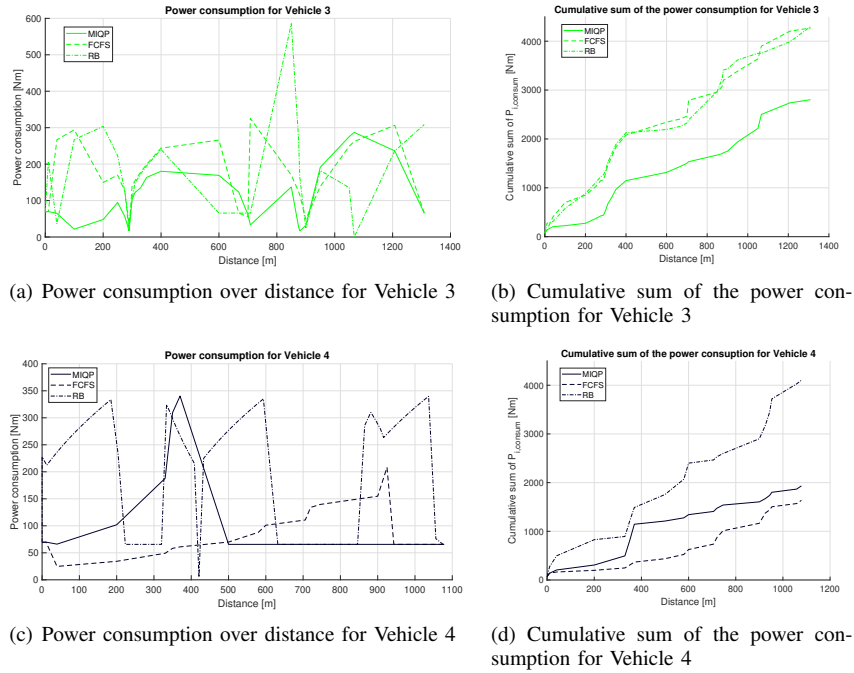 Power consumption for Vehicle 3
Power consumption [Nm]
600
500
400
300
200
100
0
MIQP
FCFS
RB
0 200 400 600 800 1000 1200 1400
Distance [m]
(a) Power consumption over distance for Vehicle 3
Cumulative sum of the power consumption for Vehicle 3
Cumulative sum of P i,consum [Nm]
4000
3000
2000
1000
0
MIQP
FCFS
RB
0 200 400 600 800 1000 1200 1400
Distance [m]
(b) Cumulative sum of the power con-
sumption for Vehicle 3
Power consumption for Vehicle 4
Power consumption [Nm]
400
350
300
250
200
150
100
50
0
MIQP
FCFS
RB
0 100 200 300 400 500 600 700 800 900 1000 1100
Distance [m]
(c) Power consumption over distance for Vehicle 4
Cumulative sum of the power consuption for Vehicle 4
Cumulative sum of P i,consum [Nm]
4000
3000
2000
1000
0
MIQP
FCFS
RB
0 200 400 600 800 1000 1200
Distance [m]
(d) Cumulative sum of the power con-
sumption for Vehicle 4